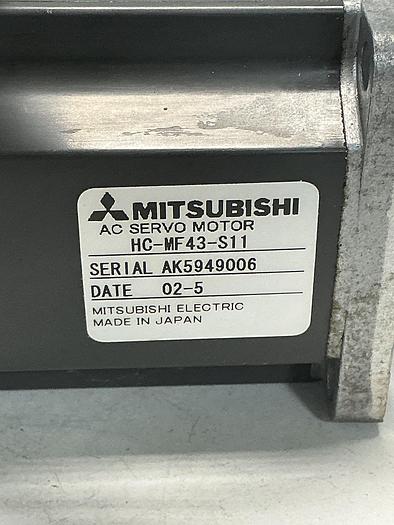 MITSUBISHI
AC SERVO MOTOR
HC-MF43-S11
SERIAL AK5949006
DATE 02-5
MITSUBISHI ELECTRIC
MADE IN JAPAN